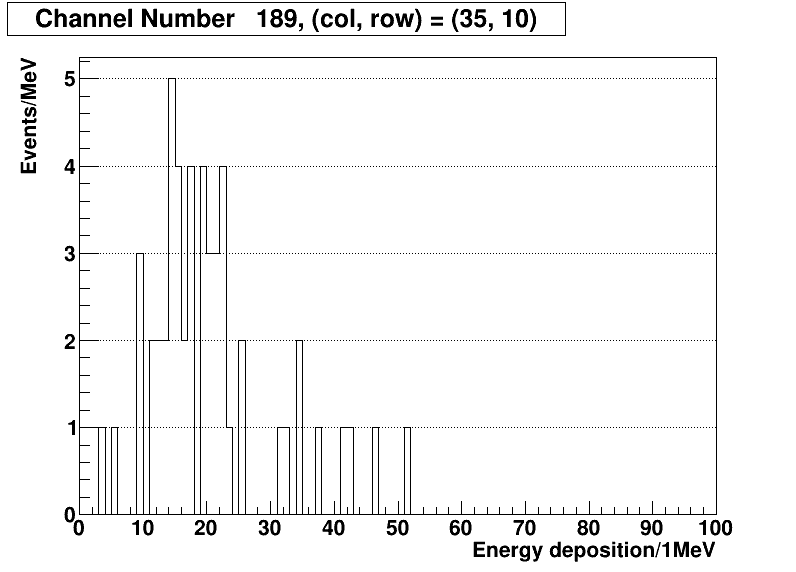 Channel Number 189, (col, row) = (35, 10)
Events/MeV
5
4
3
2
1
0
0 10 20 30 40 50 60 70 80 90 100
Energy deposition/1MeV